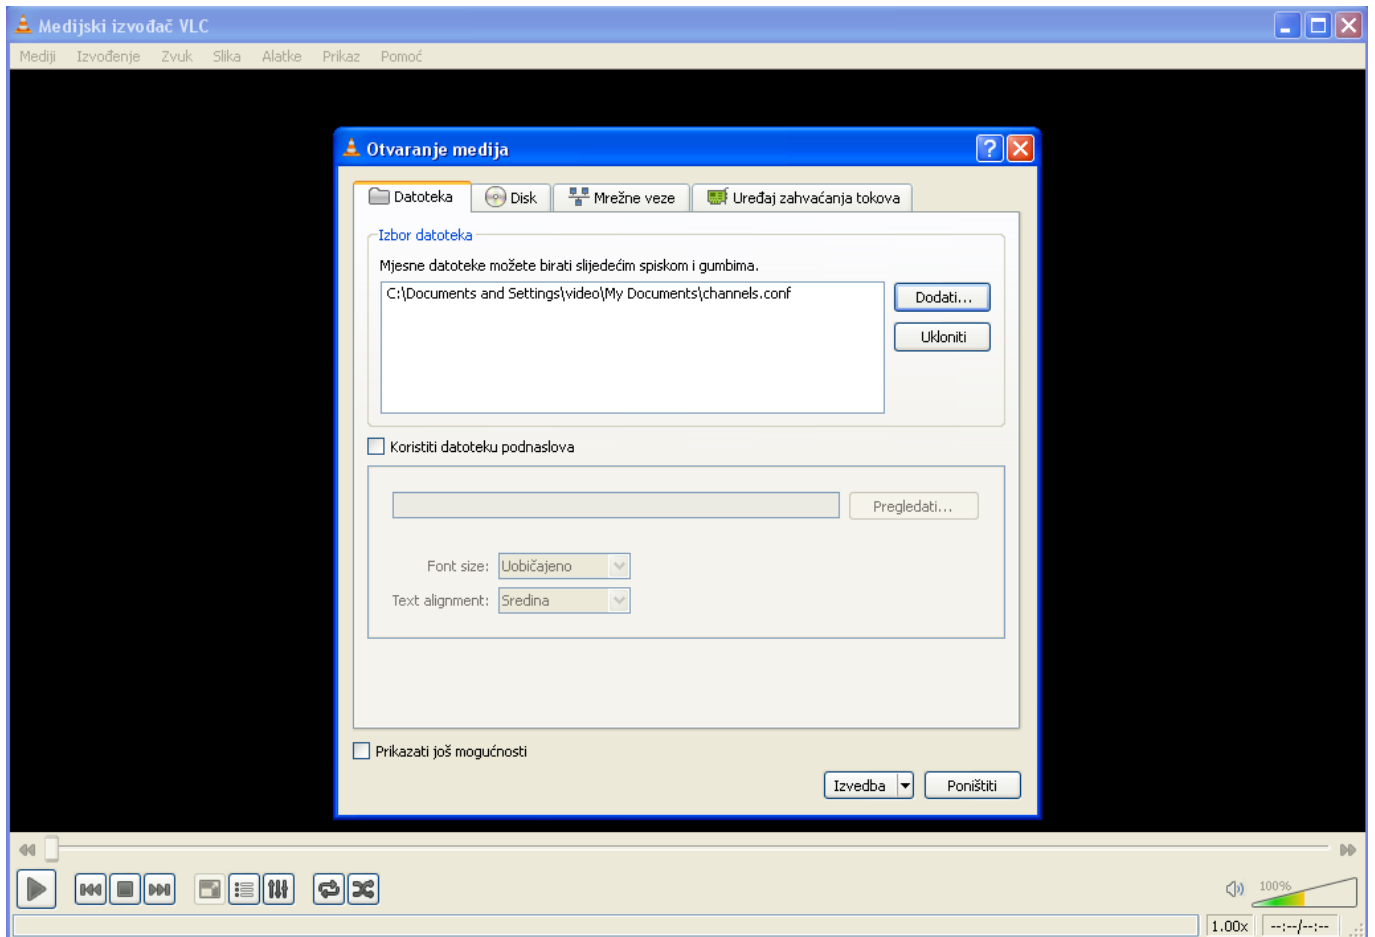 Medijski izvođač VLC
Mediji Izvođenje Zvuk Slika Alatke Prikaz Pomoć
Otvaranje medija
Datoteka Disk Mrežne veze Uređaj zahvaćanja tokova
Izbor datoteka
Mjesne datoteke možete birati slijedećim spiskom i gumbima.
C:\Documents and Settings\video\My Documents\channels.conf
Dodati...
Ukloniti
Koristiti datoteku podnaslova
Pregledati...
Font size: Uobičajeno
Text alignment: Sredina
Prikazati još mogućnosti
Izvedba Poništiti
100%
1.00x --:--/--:--